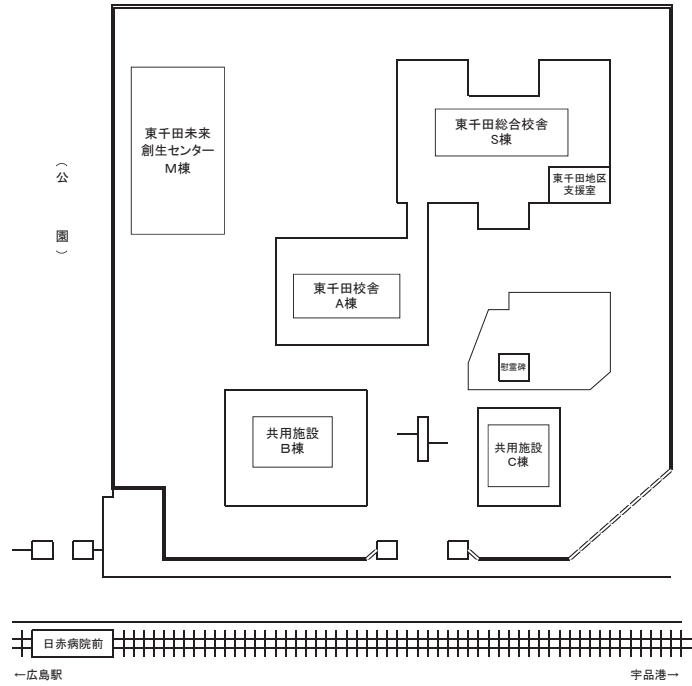 東千田未来
創生センター
M棟
東千田総合校舎
S棟
東千田地区
支援室
（公園）
東千田校舎
A棟
慰霊碑
共用施設
B棟
共用施設
C棟
日赤病院前
←広島駅
宇品港→